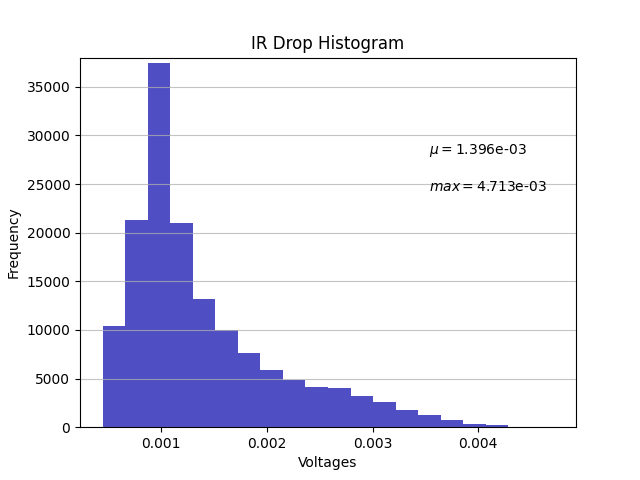 IR Drop Histogram
35000
30000
25000
20000
15000
10000
5000
0
Frequency
μ = 1.396e-03
max = 4.713e-03
0.001 0.002 0.003 0.004
Voltages